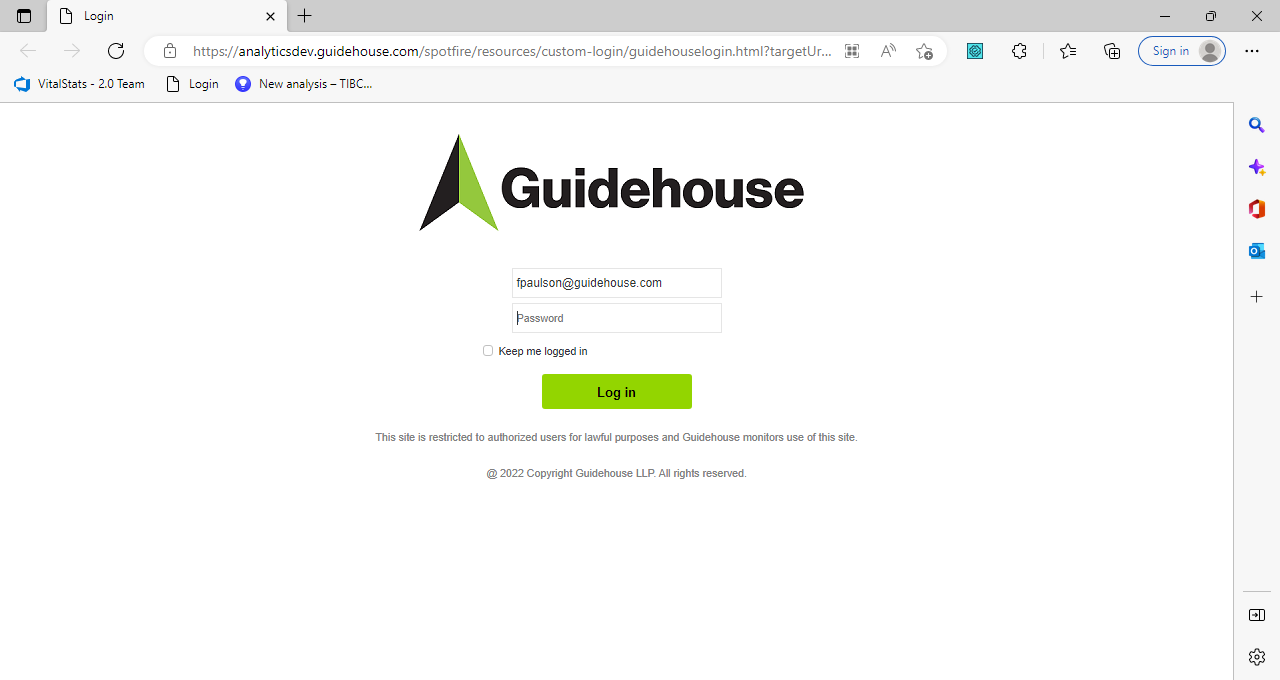 Login
https://analyticsdev.guidehouse.com/spotfire/resources/custom-login/guidehouselogin.html?targetUr...
Sign in
VitalStats - 2.0 Team
Login
New analysis – TIBC...
Guidehouse
fpaulson@guidehouse.com
Password
Keep me logged in
Log in
This site is restricted to authorized users for lawful purposes and Guidehouse monitors use of this site.
@ 2022 Copyright Guidehouse LLP. All rights reserved.